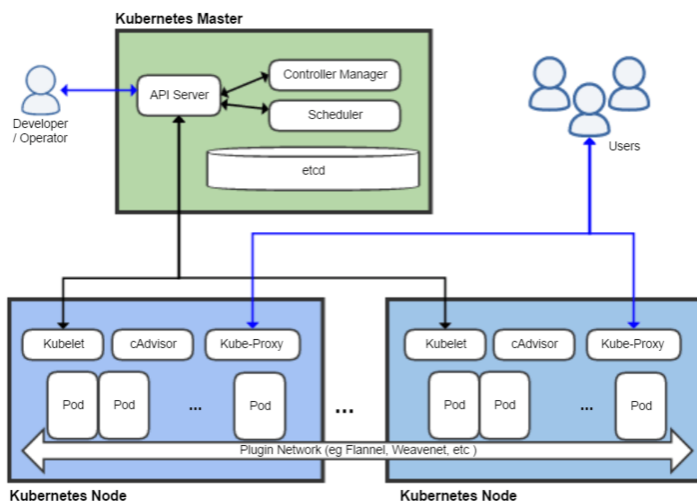 Kubernetes Master
API Server
Controller Manager
Scheduler
etcd
Developer
/ Operator
Users
Kubelet
cAdvisor
Kube-Proxy
Pod
Pod
...
Pod
...
Kubelet
cAdvisor
Kube-Proxy
Pod
Pod
...
Pod
Plugin Network (eg Flannel, Weavenet, etc )
Kubernetes Node
Kubernetes Node